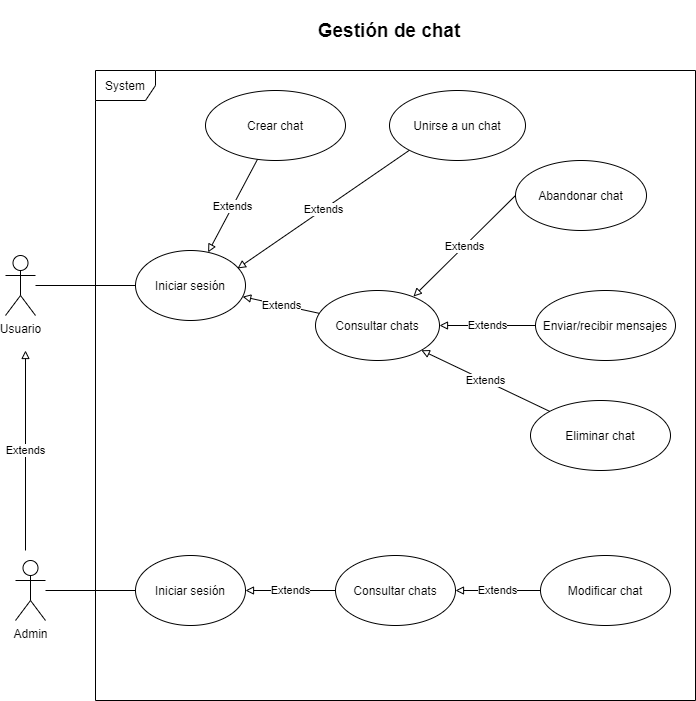 Gestión de chat
System
Crear chat
Unirse a un chat
Abandonar chat
Extends
Extends
Extends
Iniciar sesión
Usuario
Extends
Consultar chats
Extends
Enviar/recibir mensajes
Extends
Eliminar chat
Extends
Iniciar sesión
Extends
Consultar chats
Extends
Modificar chat
Admin